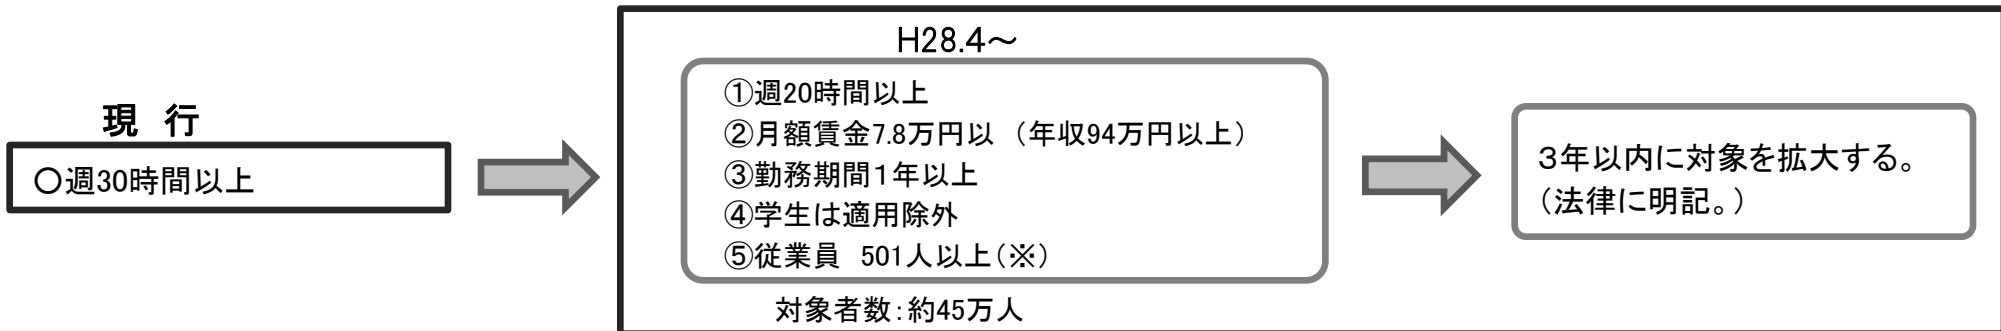 現 行
○週30時間以上
H28.4～
①週20時間以上
②月額賃金7.8万円以 （年収94万円以上）
③勤務期間１年以上
④学生は適用除外
⑤従業員 501人以上（※）
対象者数：約45万人
３年以内に対象を拡大する。
（法律に明記。）